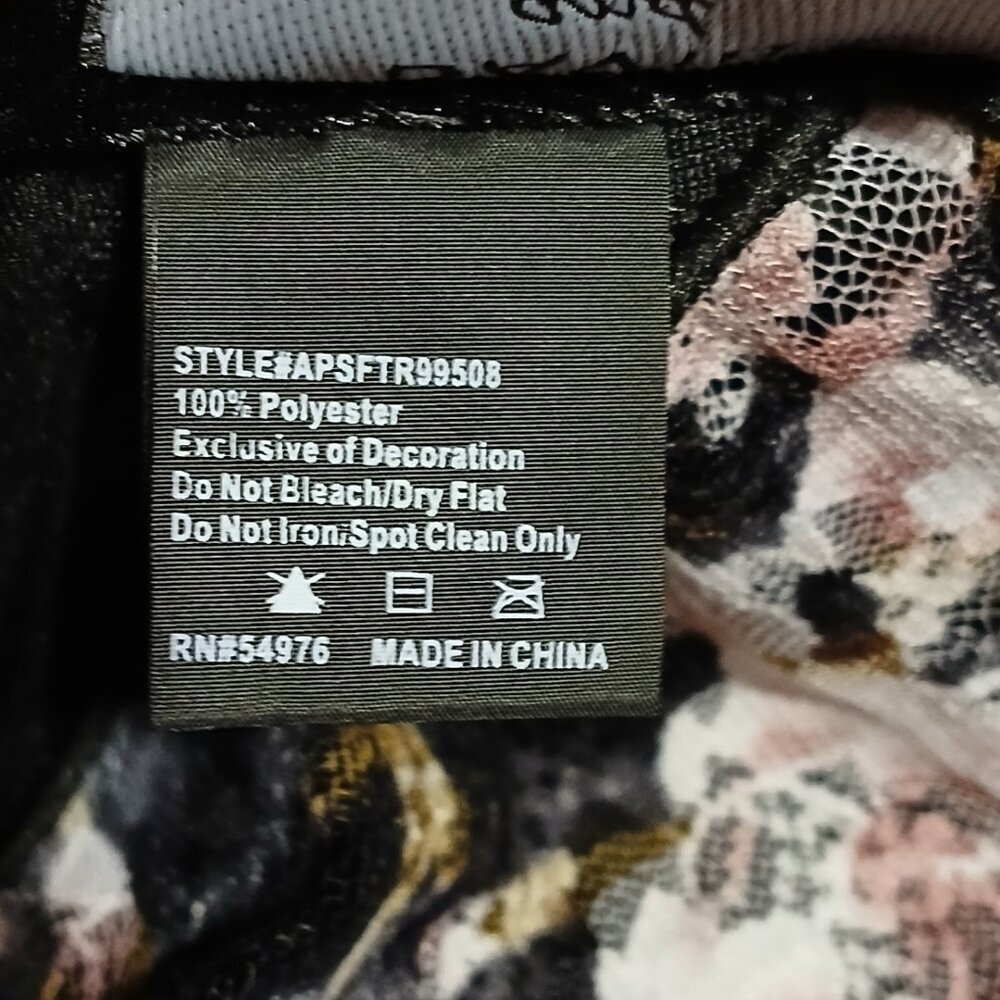 STYLE#APSFTR99508
100% Polyester
Exclusive of Decoration
Do Not Bleach/Dry Flat
Do Not Iron/Spot Clean Only
RN#54976 MADE IN CHINA